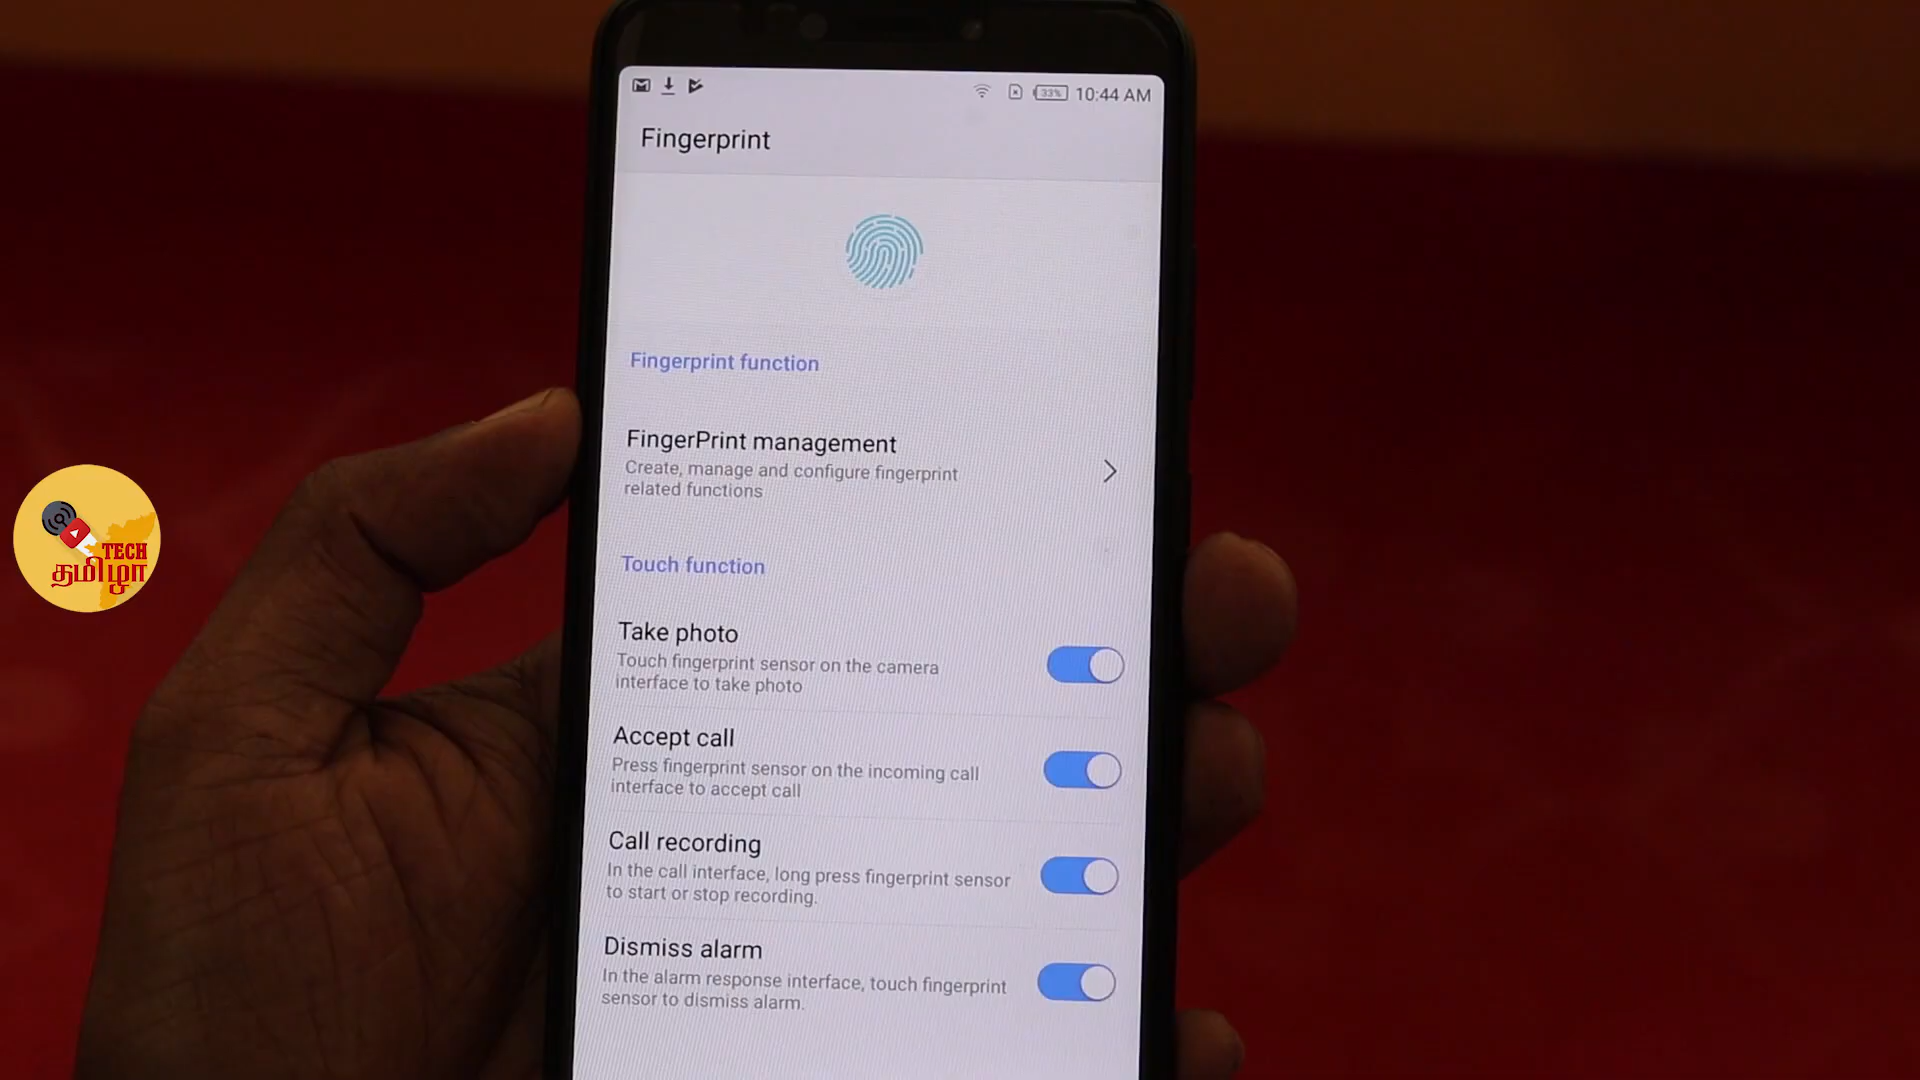 33% 10:44 AM
Fingerprint
Fingerprint function
FingerPrint management
Create, manage and configure fingerprint
related functions
Touch function
Take photo
Touch fingerprint sensor on the camera
interface to take photo
Accept call
Press fingerprint sensor on the incoming call
interface to accept call
Call recording
In the call interface, long press fingerprint sensor
to start or stop recording.
Dismiss alarm
In the alarm response interface, touch fingerprint
sensor to dismiss alarm.
TECH
தமிழா